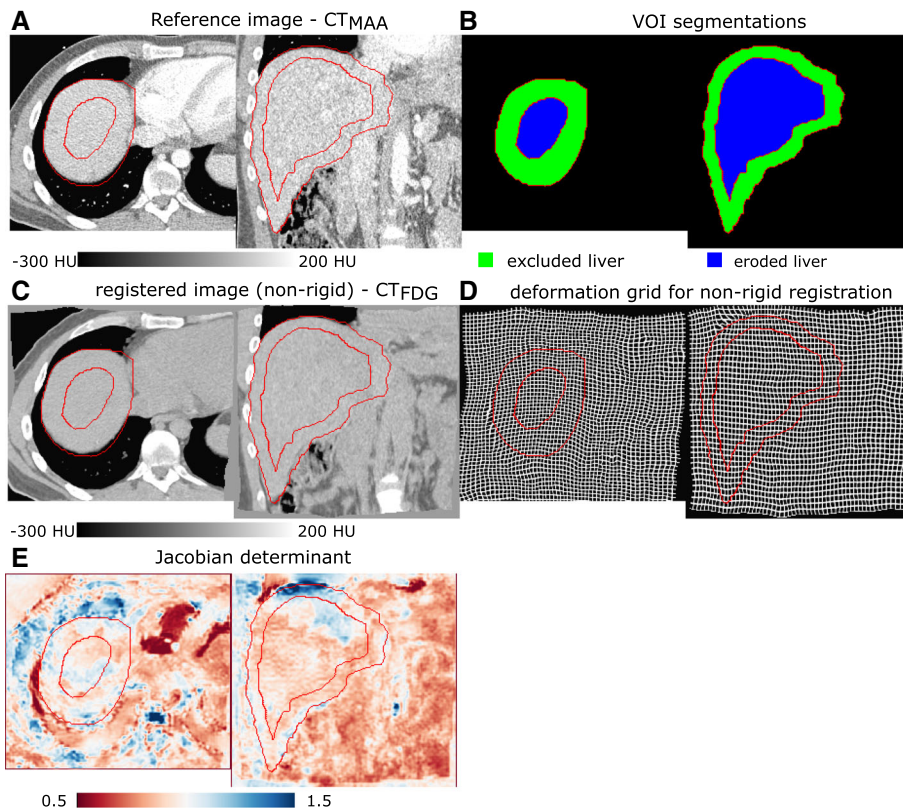 A Reference image - CTMAA
B VOI segmentations
-300 HU 200 HU
excluded liver eroded liver
C registered image (non-rigid) - CTFDG
D deformation grid for non-rigid registration
-300 HU 200 HU
E Jacobian determinant
0.5 1.5